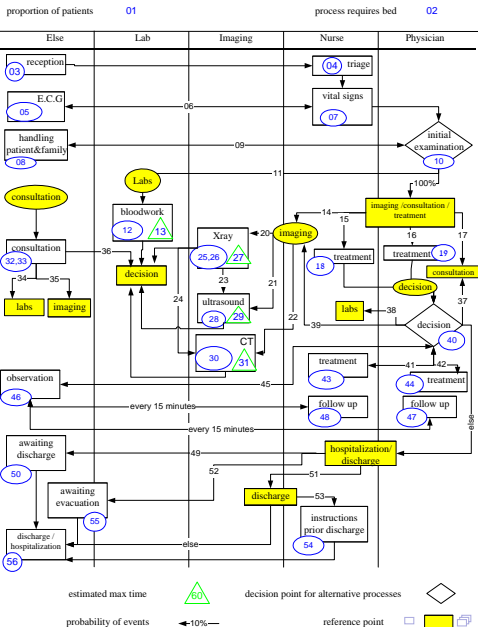 proportion of patients 01 process requires bed 02
Else Lab Imaging Nurse Physician
reception
03
04 triage
E.C.G
05
06
vital signs
07
handling
patient&family
08
09
initial
examination
10
11
100%
consultation
Labs
imaging /consultation /
treatment
bloodwork
12 13
14
15
16
17
imaging
consultation
32,33
34
35
36
labs imaging
decision
Xray
25,26 27
20
21
22
23
24
ultrasound
28 29
CT
30 31
treatment
18
treatment 19
consultation
decision
37
labs
38
39
decision
40
41
42
treatment
43
44 treatment
45
observation
46
every 15 minutes
every 15 minutes
follow up
48
follow up
47
else
awaiting
discharge
50
49
hospitalization/
discharge
51
52
awaiting
evacuation
55
discharge
53
instructions
prior discharge
54
discharge /
hospitalization
56
else
estimated max time 60 decision point for alternative processes
probability of events 10% reference point